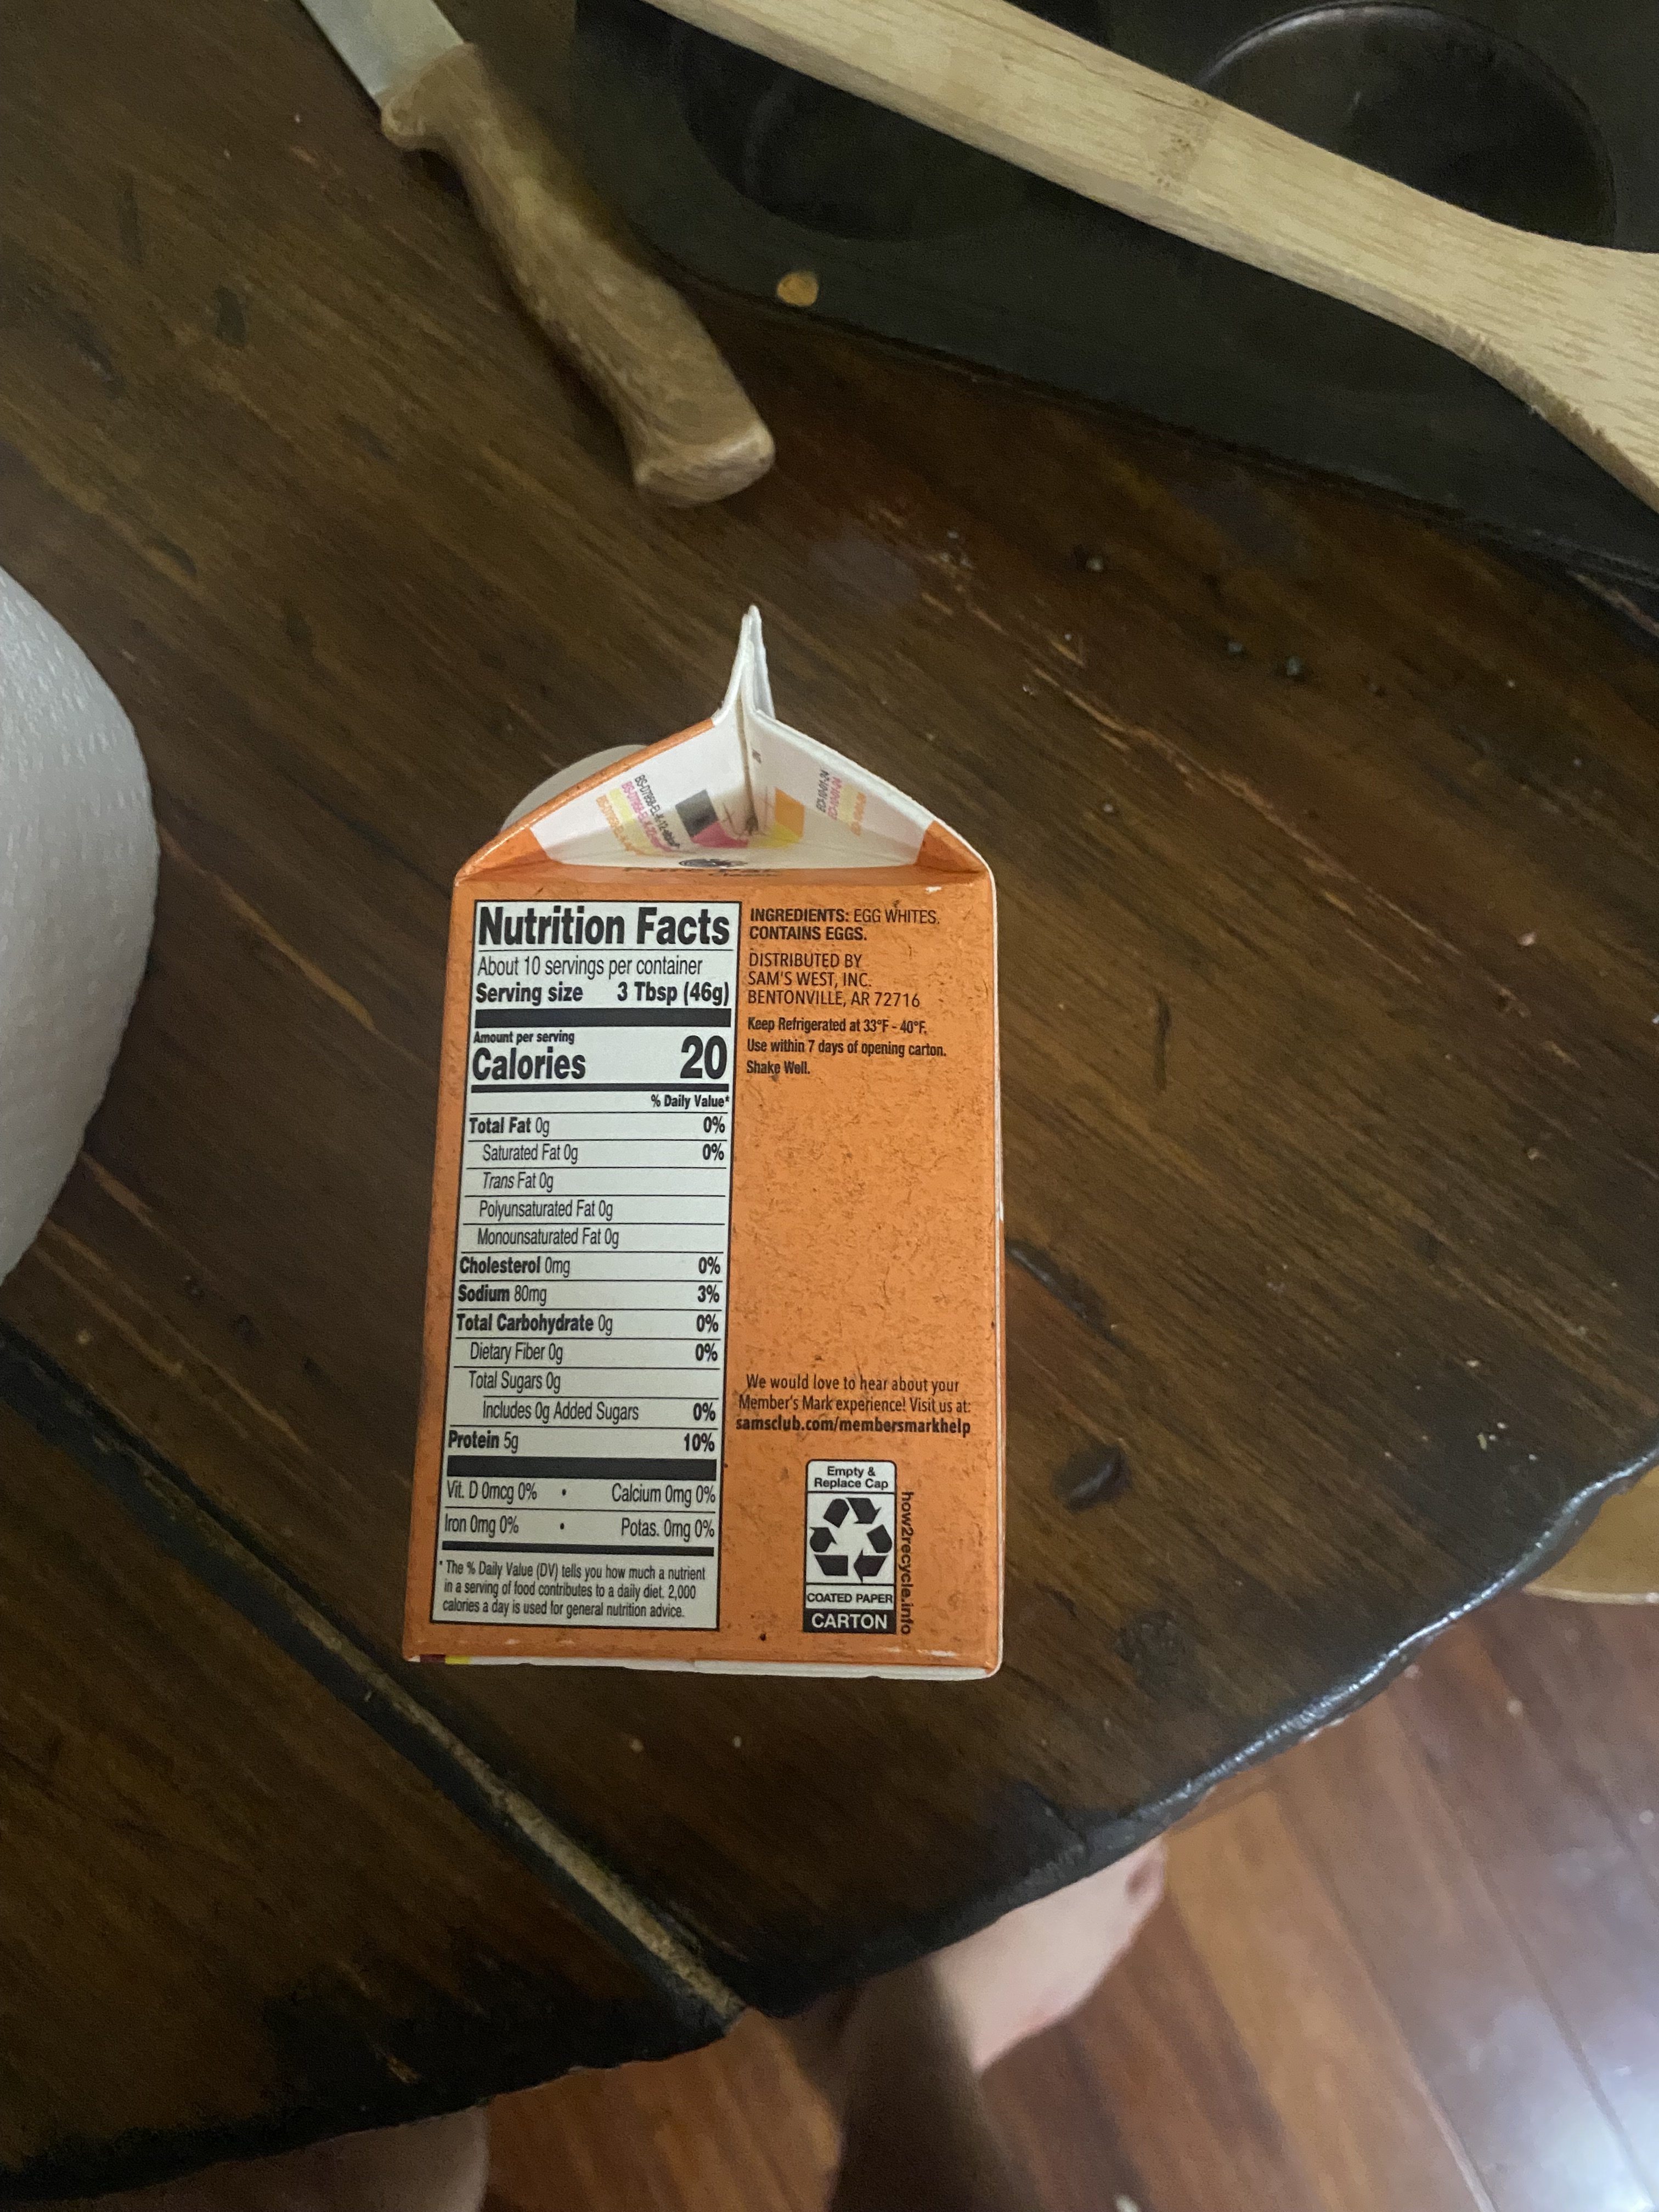 Nutrition Facts
About 10 servings per container
Serving size 3 Tbsp (46g)
Amount per serving
Calories 20
% Daily Value*
Total Fat 0g 0%
Saturated Fat 0g 0%
Trans Fat 0g
Polyunsaturated Fat 0g
Monounsaturated Fat 0g
Cholesterol 0mg 0%
Sodium 80mg 3%
Total Carbohydrate 0g 0%
Dietary Fiber 0g 0%
Total Sugars 0g
Includes 0g Added Sugars 0%
Protein 5g 10%
Vit. D 0mcg 0% • Calcium 0mg 0%
Iron 0mg 0% • Potas. 0mg 0%
* The % Daily Value (DV) tells you how much a nutrient
in a serving of food contributes to a daily diet. 2,000
calories a day is used for general nutrition advice.
INGREDIENTS: EGG WHITES.
CONTAINS EGGS.
DISTRIBUTED BY
SAM'S WEST, INC.
BENTONVILLE, AR 72716
Keep Refrigerated at 33°F - 40°F.
Use within 7 days of opening carton.
Shake Well.
We would love to hear about your
Member's Mark experience! Visit us at:
samsclub.com/membersmarkhelp
Empty &
Replace Cap
COATED PAPER
CARTON
how2recycle.info